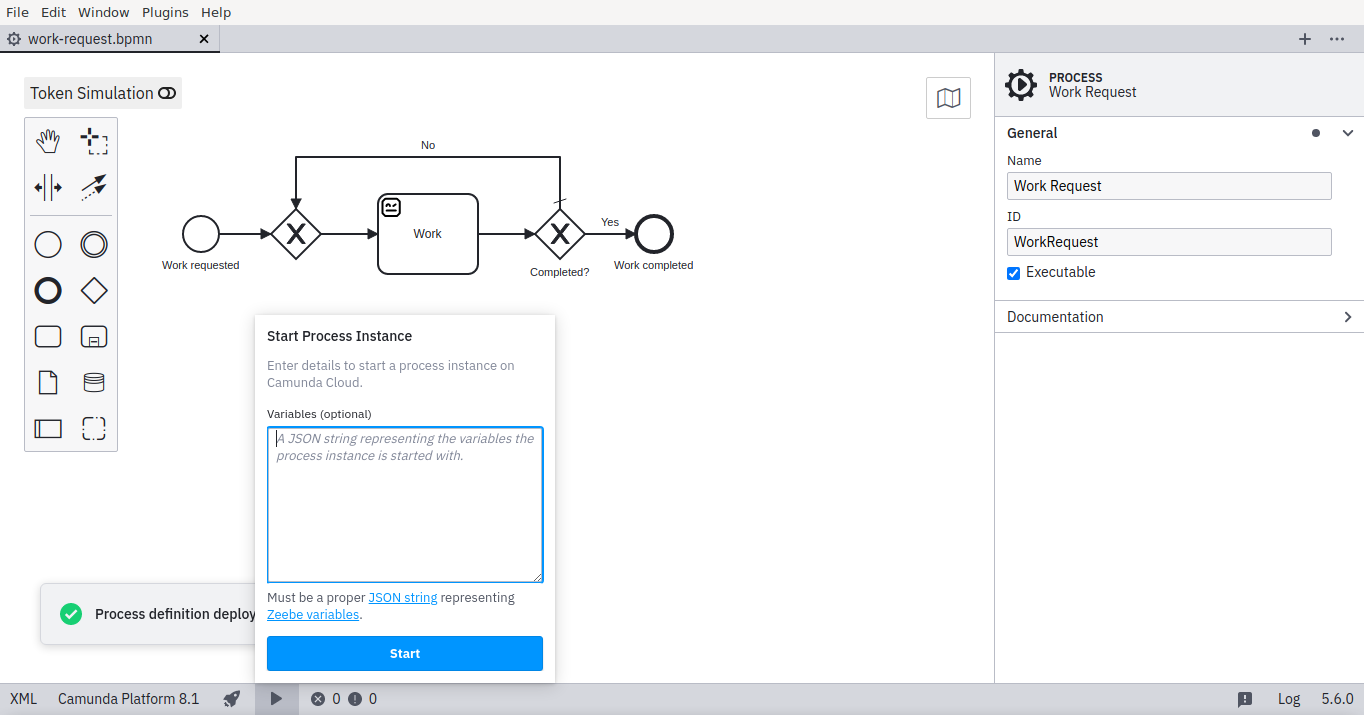 File Edit Window Plugins Help
work-request.bpmn
Token Simulation
No
Work
Yes
Work requested
Completed?
Work completed
Start Process Instance
Enter details to start a process instance on
Camunda Cloud.
Variables (optional)
A JSON string representing the variables the
process instance is started with.
Must be a proper JSON string representing
Zeebe variables.
Start
Process definition deploy
PROCESS
Work Request
General
Name
Work Request
ID
WorkRequest
Executable
Documentation
XML Camunda Platform 8.1 0 0 Log 5.6.0